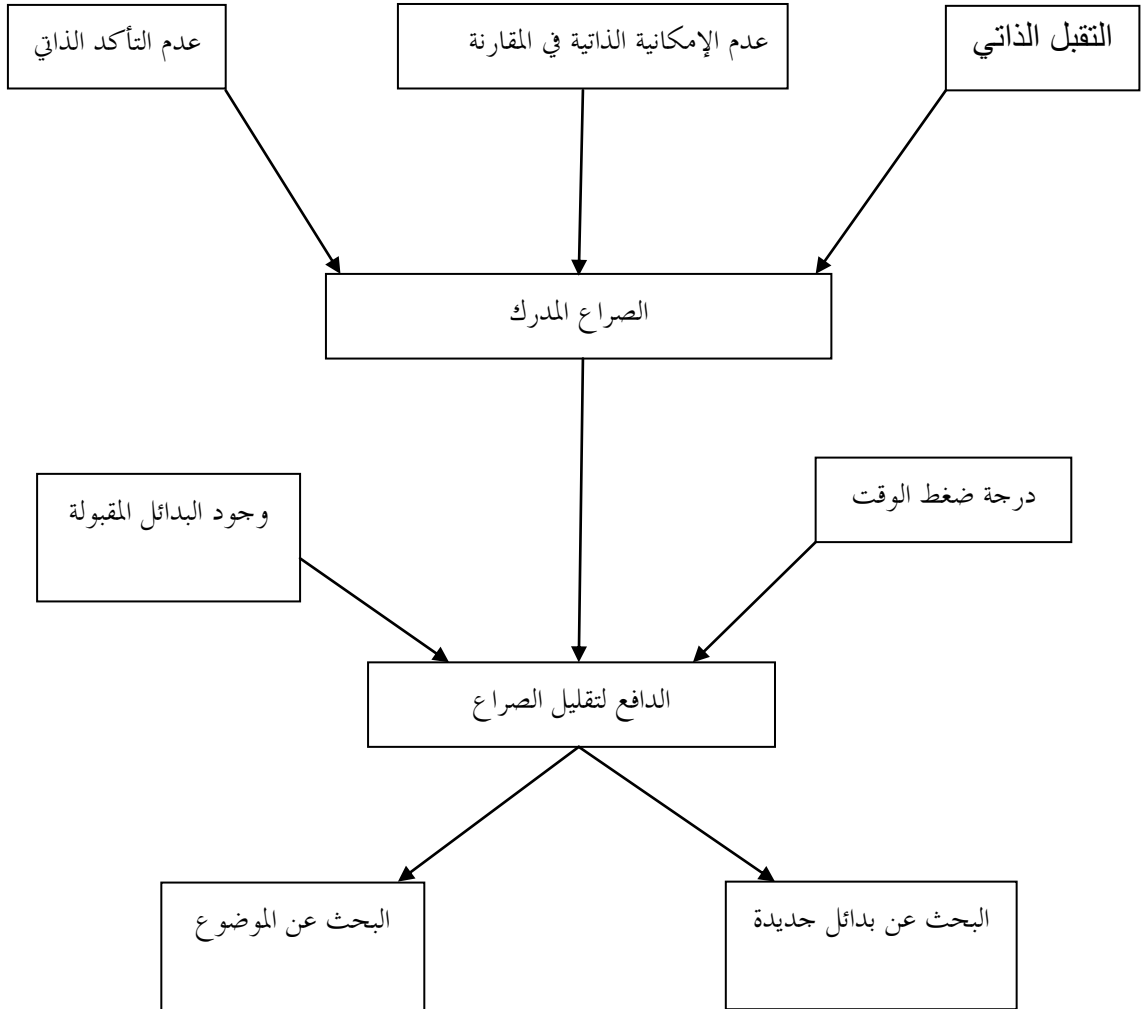 التقبل الذاتي
عدم الإمكانية الذاتية في المقارنة
عدم التأكد الذاتي
الصراع المدرك
درجة ضغط الوقت
وجود البدائل المقبولة
الدافع لتقليل الصراع
البحث عن بدائل جديدة
البحث عن الموضوع